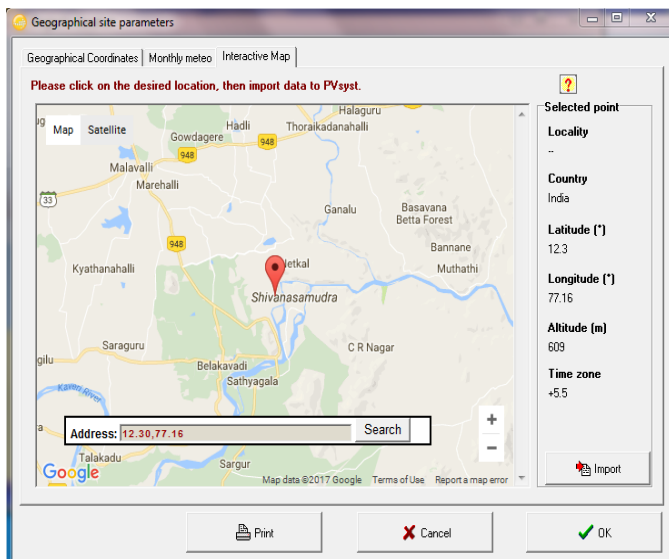 Geographical site parameters
Geographical Coordinates Monthly meteo Interactive Map
Please click on the desired location, then import data to PVsyst.
?
Map Satellite
Halaguru
Hadli Thoraikadanahalli
Gowdagere
948
948
Malavalli
Marehalli
33
Ganalu
Basavana
Betta Forest
948
Bannane
Kyathanahalli
Muthathi
Shivanasamudra
C R Nagar
Saraguru
Belakavadi
Sathyagala
Kaveri River
Address: 12.30,77.16 Search
+
−
Talakadu
Sargur
Google
Map data ©2017 Google Terms of Use Report a map error
Selected point
Locality
--
Country
India
Latitude (°)
12.3
Longitude (°)
77.16
Altitude (m)
609
Time zone
+5.5
Import
Print Cancel OK